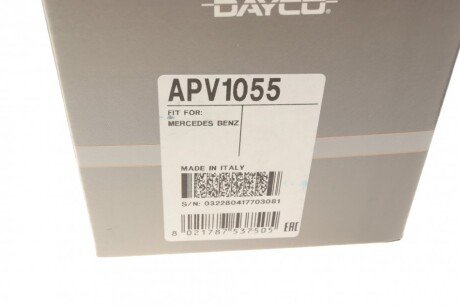 DAYCO
APV1055
FIT FOR:
MERCEDES BENZ
MADE IN ITALY
S/N: 032280417703081
8 021787 537505 EAC